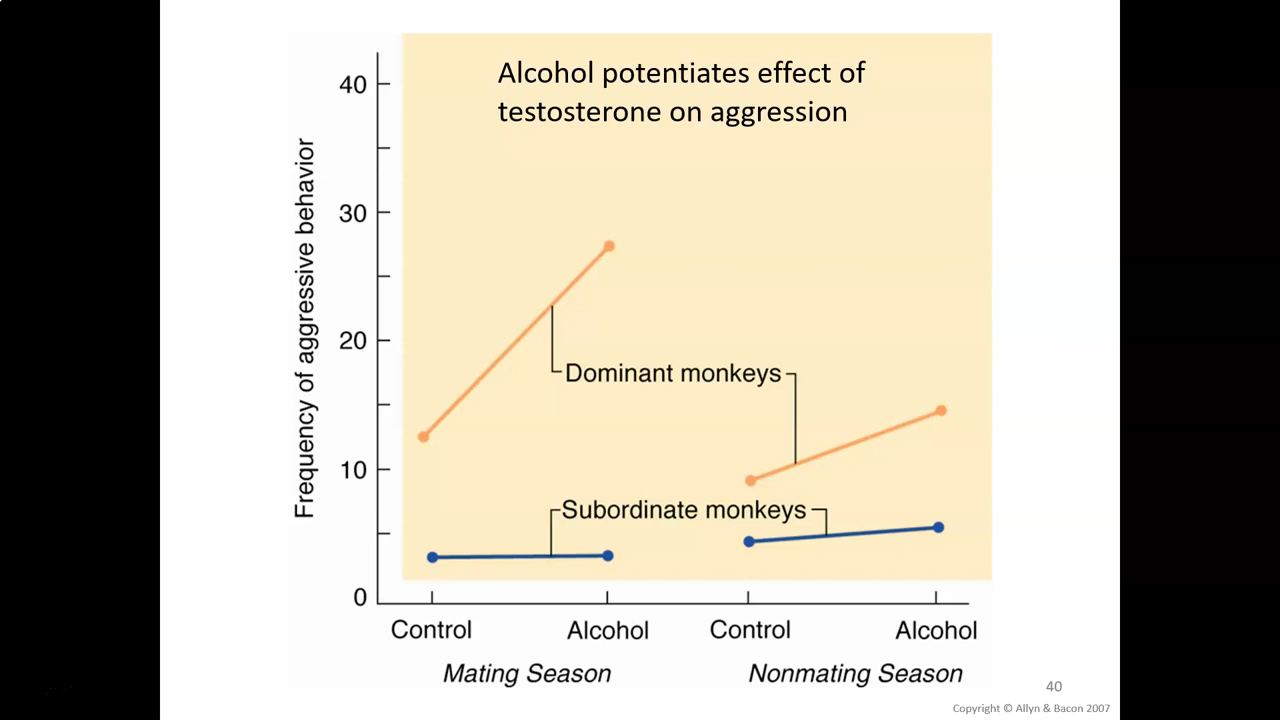 Alcohol potentiates effect of
testosterone on aggression
Frequency of aggressive behavior
40
30
20
10
0
Dominant monkeys
Subordinate monkeys
Control
Alcohol
Control
Alcohol
Mating Season
Nonmating Season
40
Copyright © Allyn & Bacon 2007